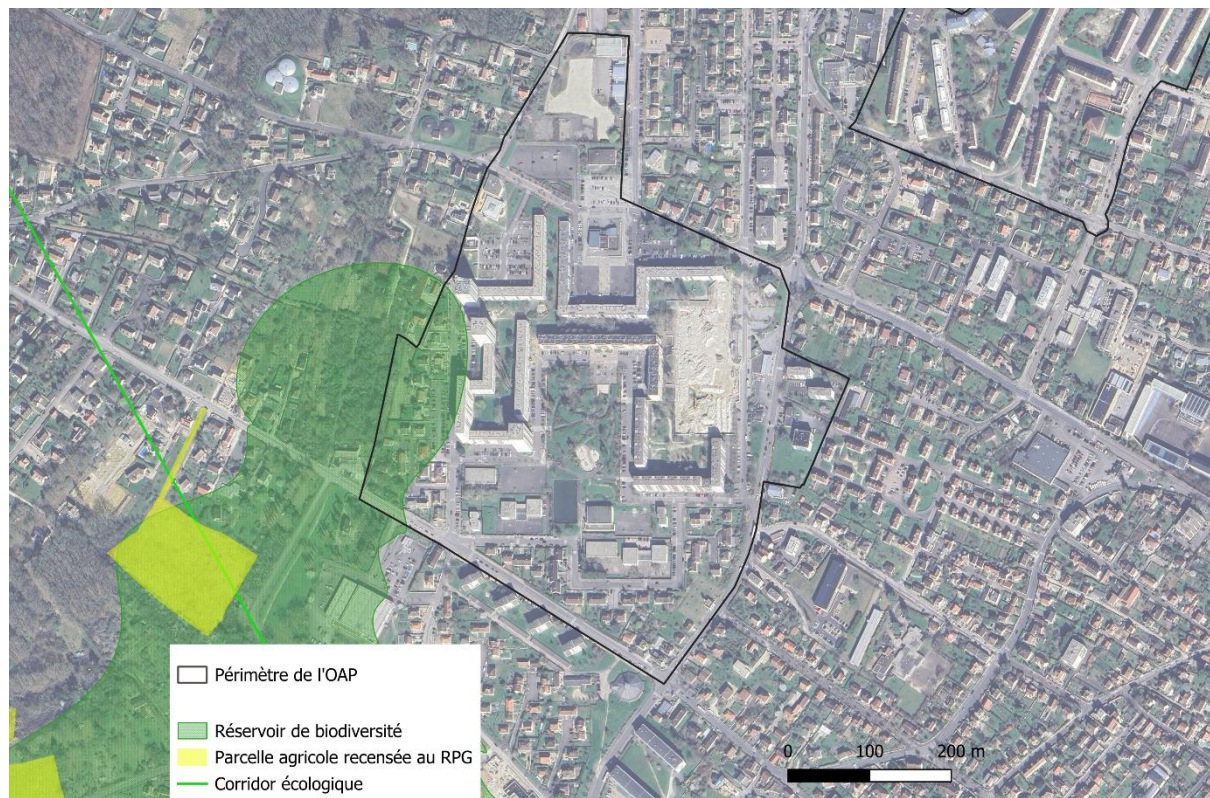 Périmètre de l'OAP
Réservoir de biodiversité
Parcelle agricole recensée au RPG
Corridor écologique
0 100 200 m